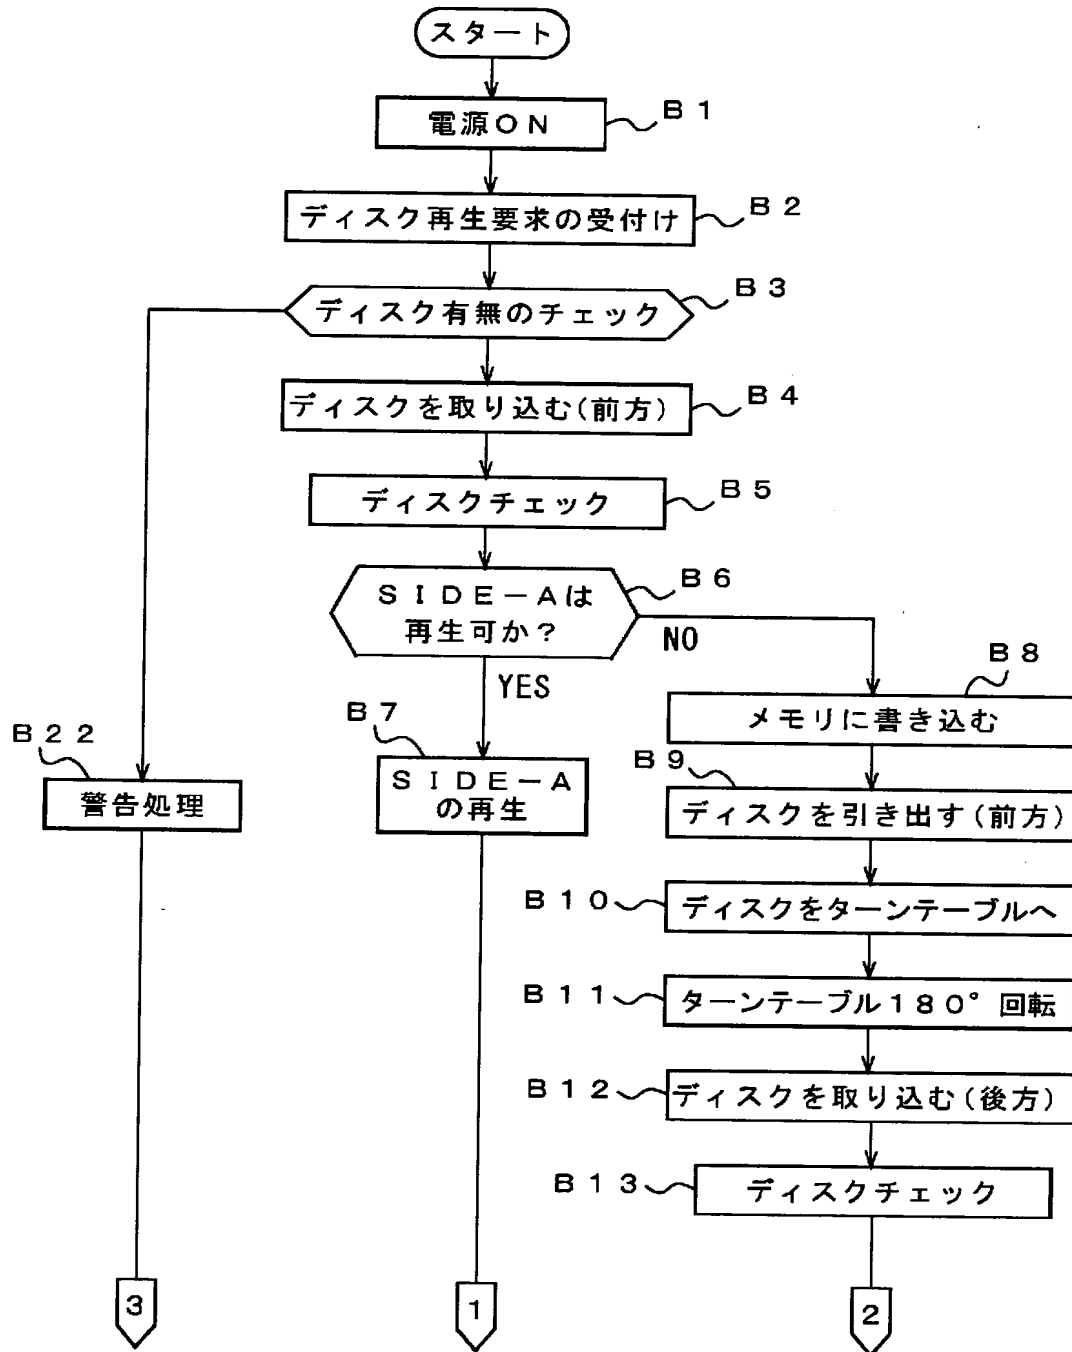 スタート
電源ON
B1
ディスク再生要求の受付け
B2
ディスク有無のチェック
B3
ディスクを取り込む(前方)
B4
ディスクチェック
B5
SIDE-Aは
再生可か?
B6
NO
YES
B7
SIDE-A
の再生
B8
メモリに書き込む
B9
ディスクを引き出す(前方)
B22
警告処理
B10
ディスクをターンテーブルへ
B11
ターンテーブル180°回転
B12
ディスクを取り込む(後方)
B13
ディスクチェック
3
1
2